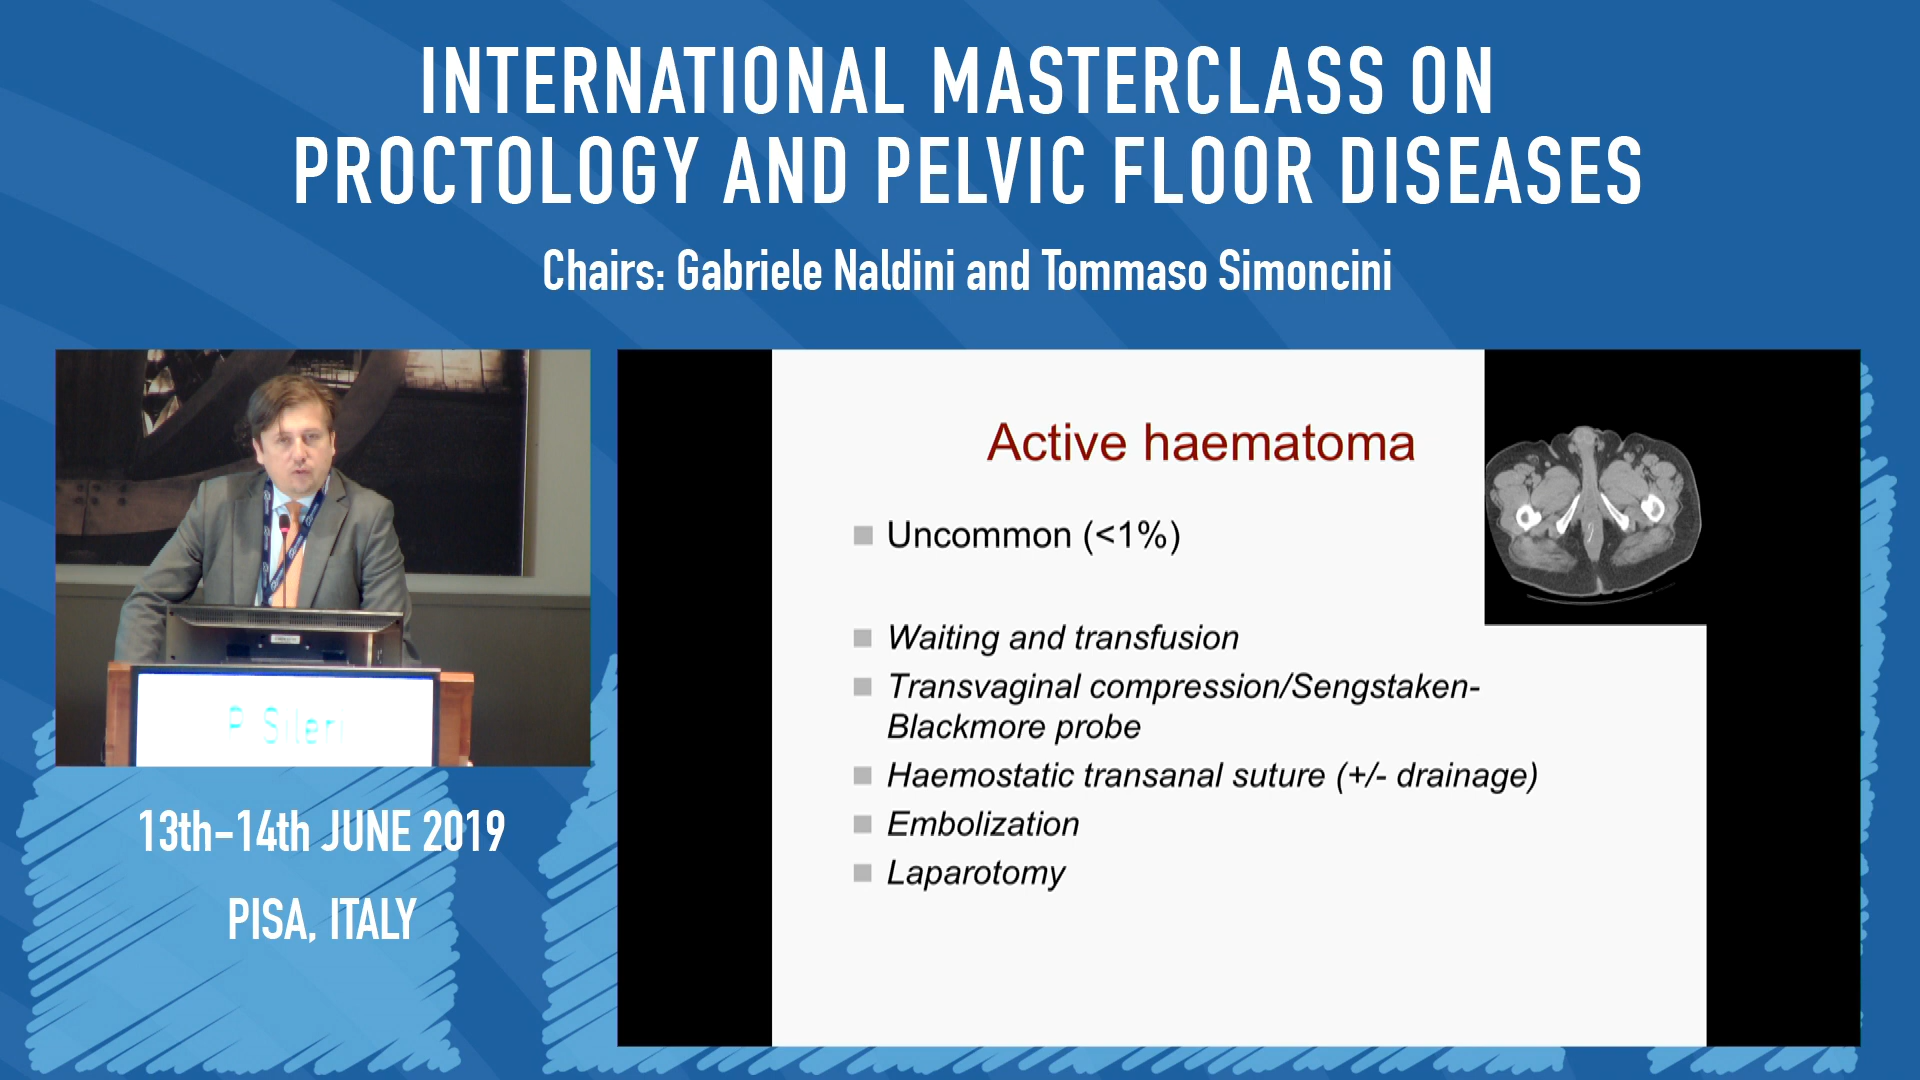 INTERNATIONAL MASTERCLASS ON
PROCTOLOGY AND PELVIC FLOOR DISEASES
Chairs: Gabriele Naldini and Tommaso Simoncini
P Sileri
13th-14th JUNE 2019
PISA, ITALY
Active haematoma
Uncommon (<1%)
Waiting and transfusion
Transvaginal compression/Sengstaken-
Blackmore probe
Haemostatic transanal suture (+/- drainage)
Embolization
Laparotomy